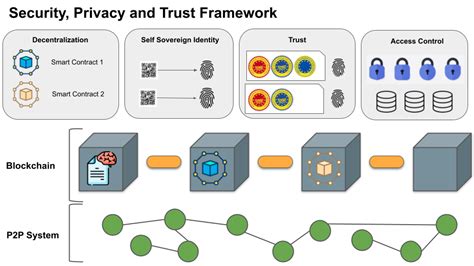 Security, Privacy and Trust Framework
Decentralization
Self Sovereign Identity
Trust
Access Control
Smart Contract 1
Smart Contract 2
Blockchain
P2P System